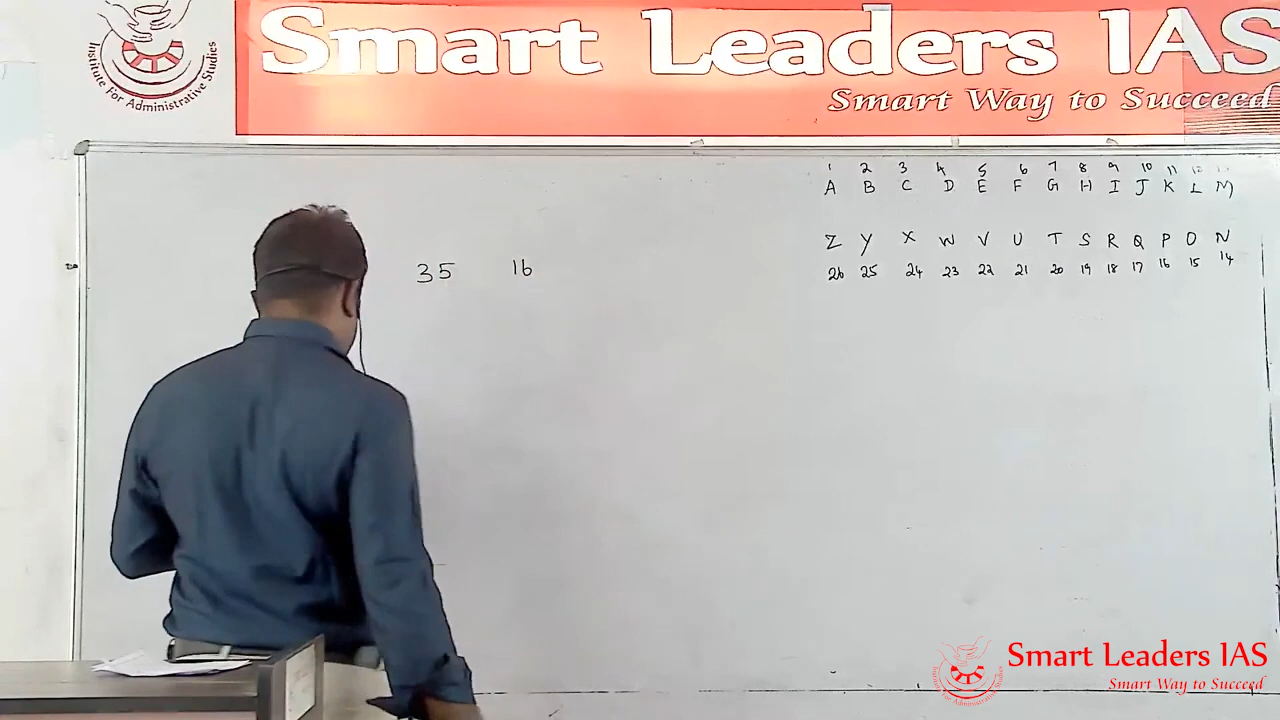 Institute For Administrative Studies
Smart Leaders IAS
Smart Way to Succeed
1 2 3 4 5 6 7 8 9 10 11 12
A B C D E F G H I J K L M
Z Y X W V U T S R Q P O N
26 25 24 23 22 21 20 19 18 17 16 15 14
35 16
Smart Leaders IAS
Smart Way to Succeed